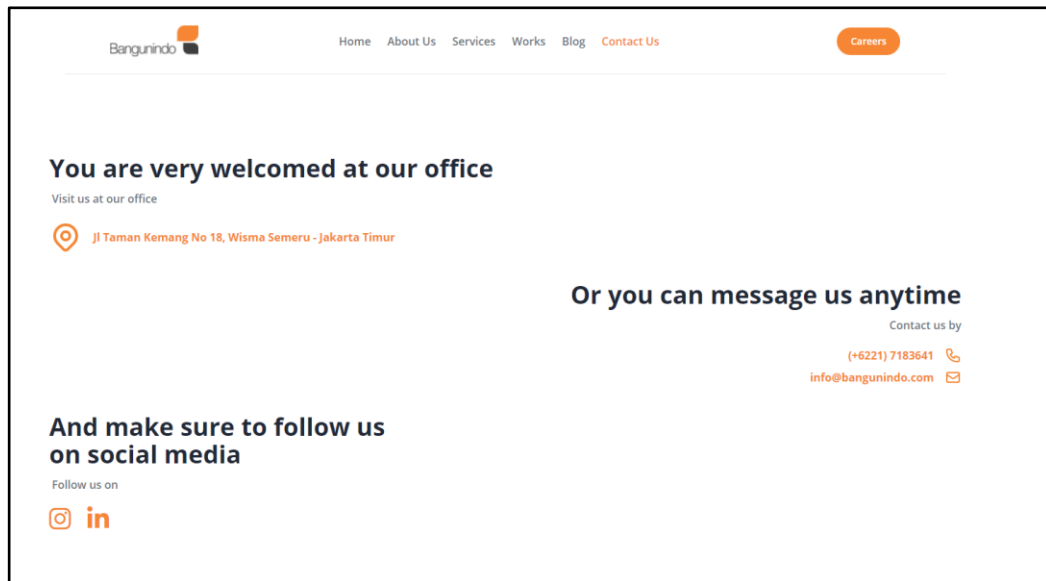 Bangunindo
Home About Us Services Works Blog Contact Us
Careers
You are very welcomed at our office
Visit us at our office
Jl Taman Kemang No 18, Wisma Semeru - Jakarta Timur
Or you can message us anytime
Contact us by
(+6221) 7183641
info@bangunindo.com
And make sure to follow us
on social media
Follow us on
in